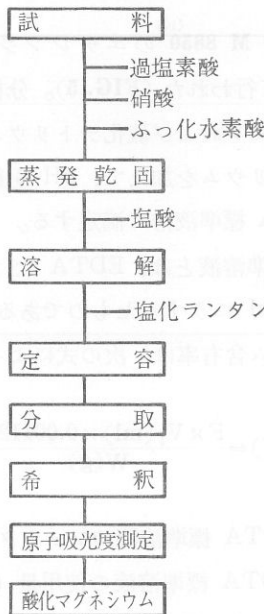 試料
過塩素酸
硝酸
ふっ化水素酸
蒸発乾固
塩酸
溶解
塩化ランタン
定容
分取
希釈
原子吸光度測定
酸化マグネシウム